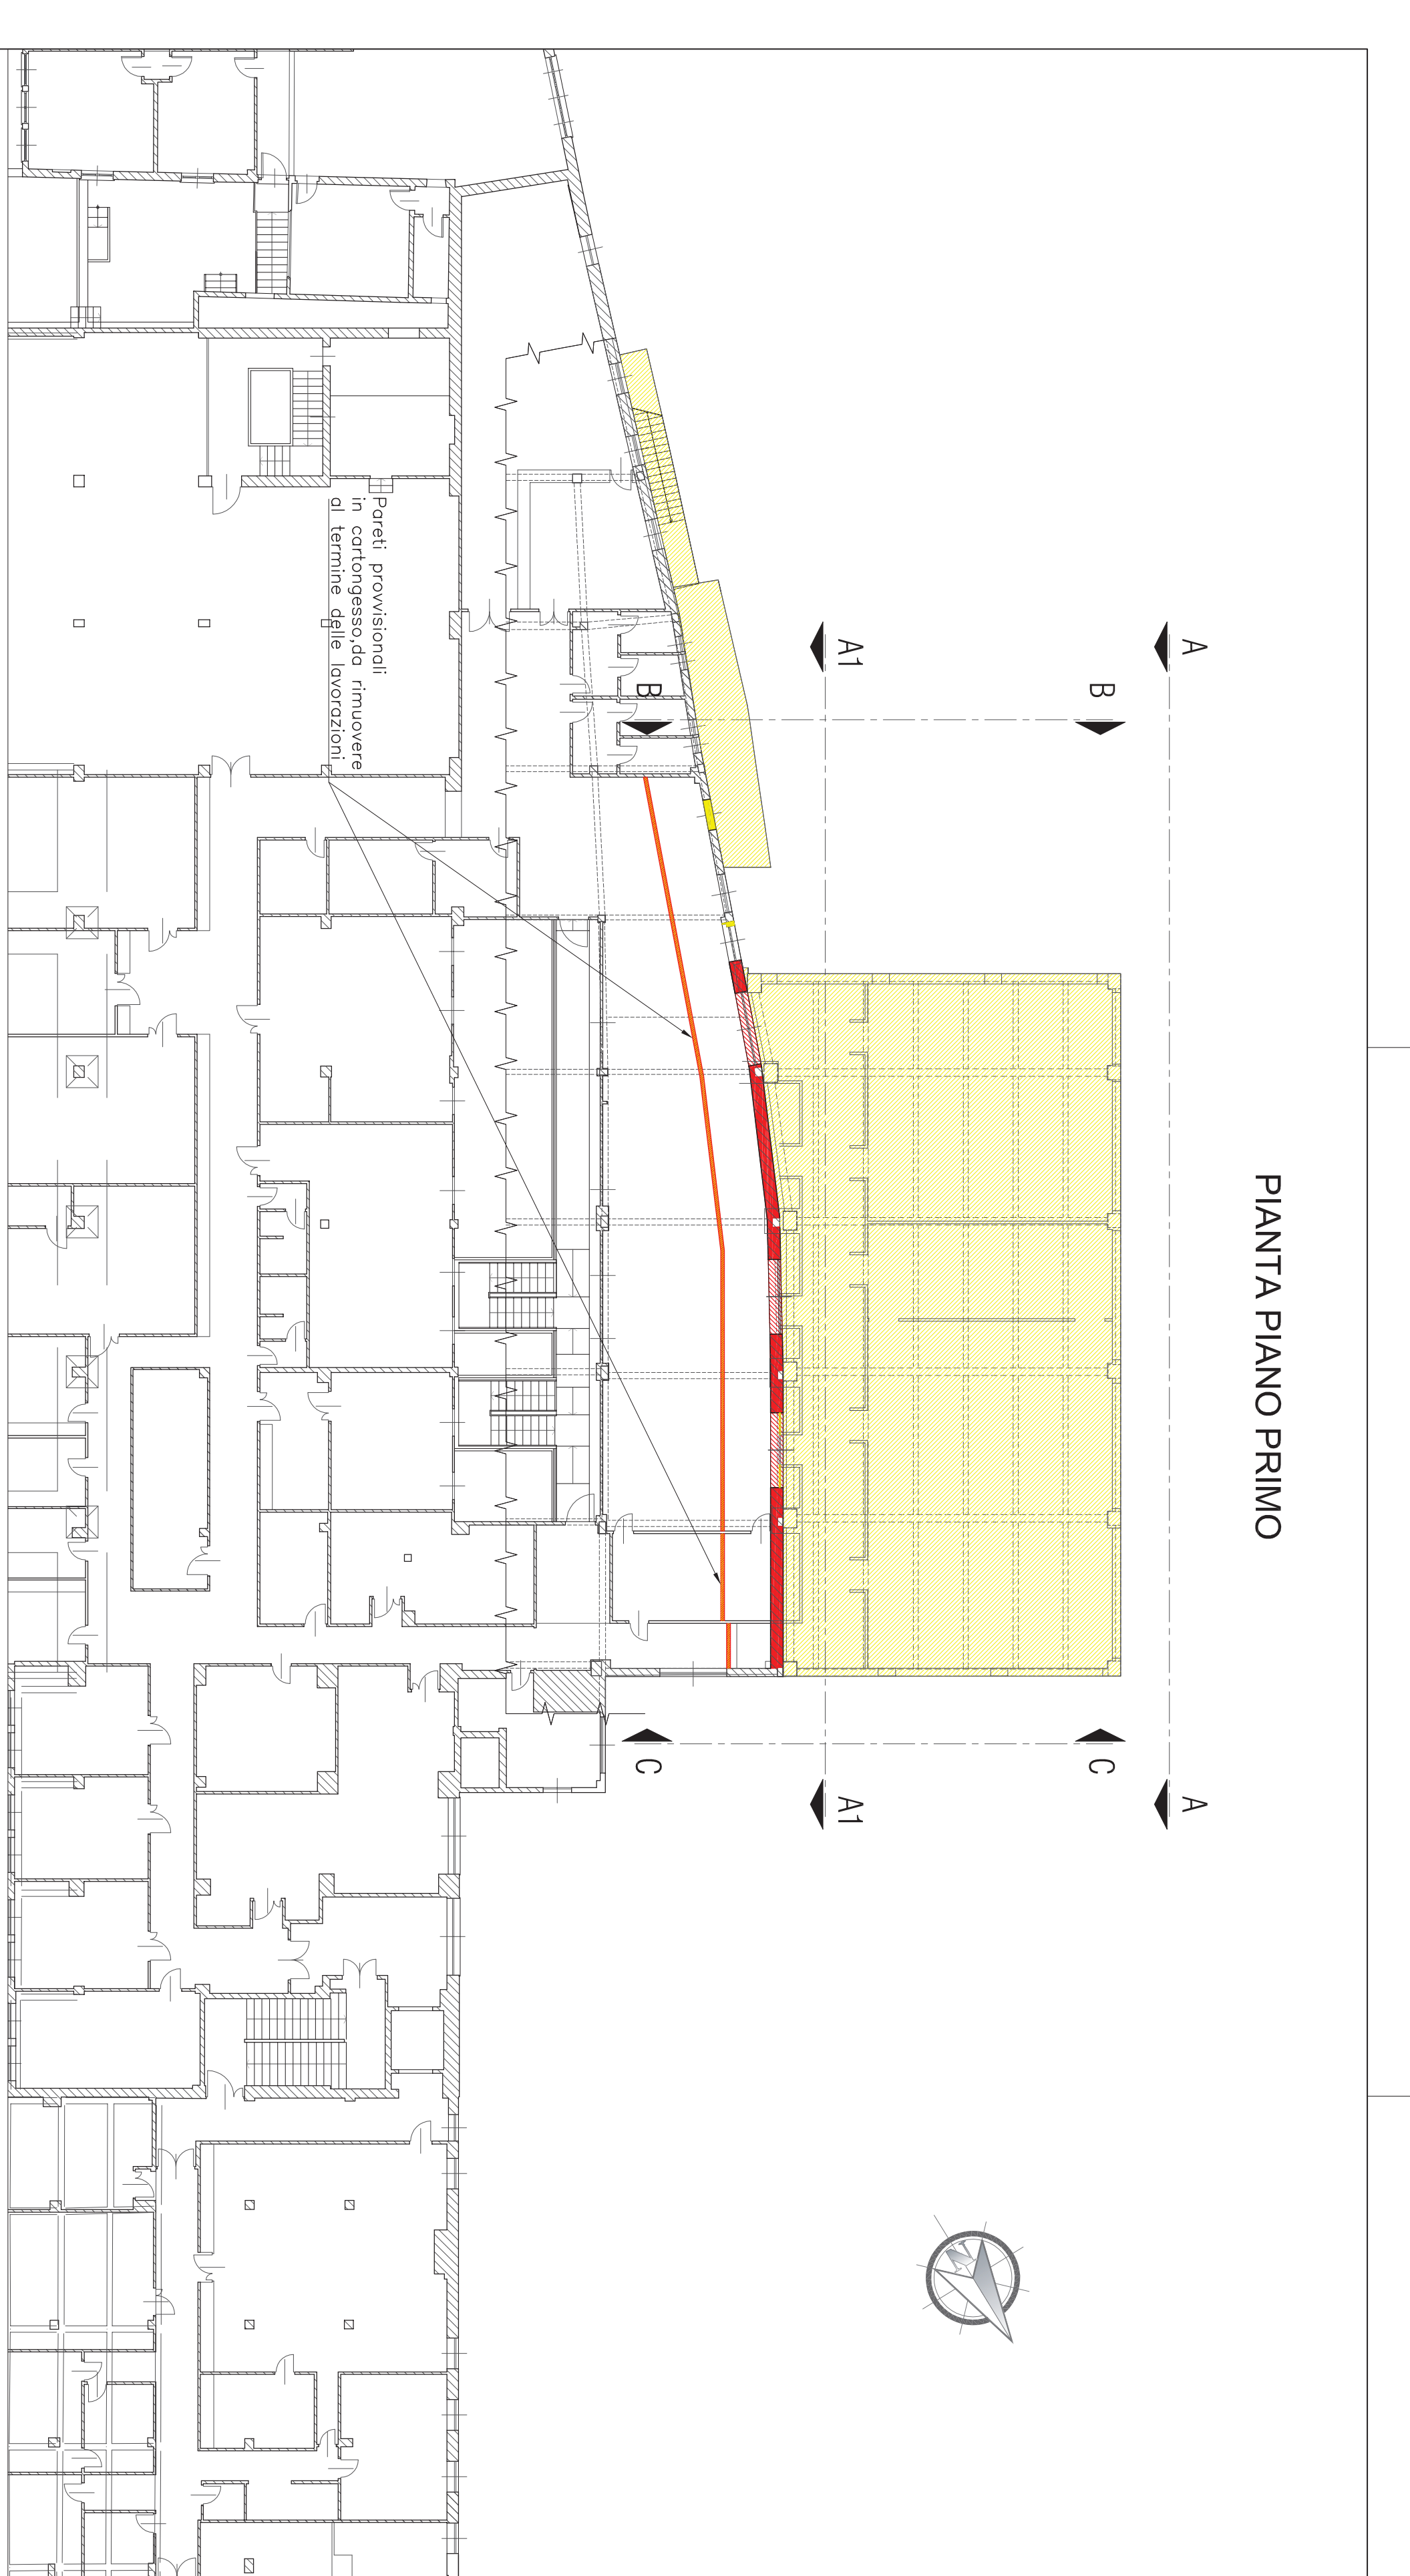 PIANTA PIANO PRIMO
A
A
A1
A1
B
B
C
C
Pareti provvisionali
in cartongesso,da rimuovere
al termine delle lavorazioni
N